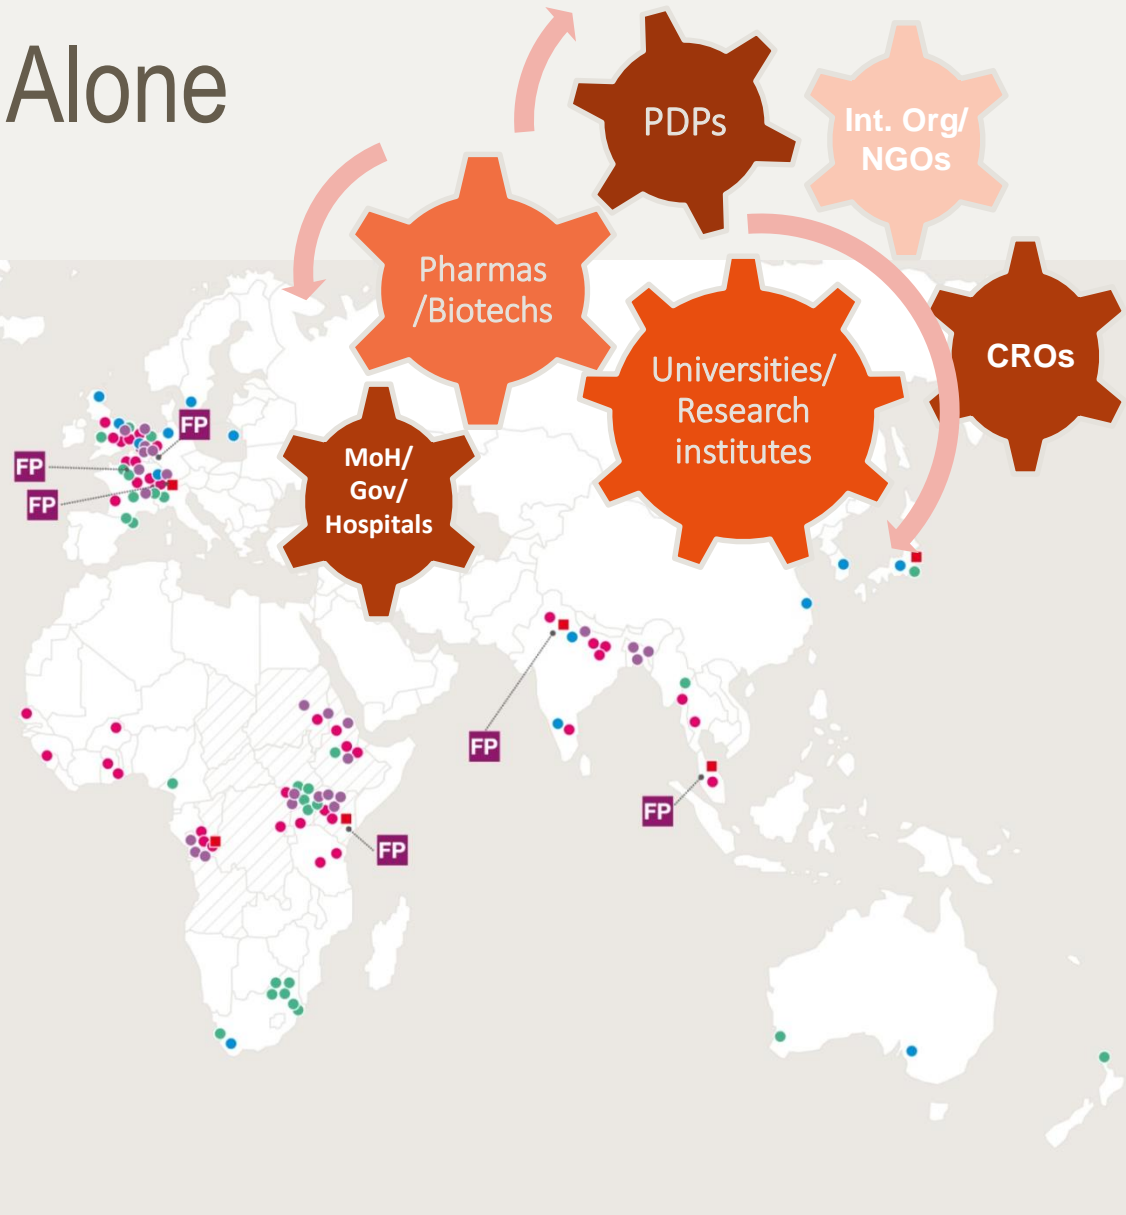 Alone
PDPs
Int. Org/
NGOs
Pharmas
/Biotechs
Universities/
Research
institutes
CROs
MoH/
Gov/
Hospitals
FP
FP
FP
FP
FP
FP